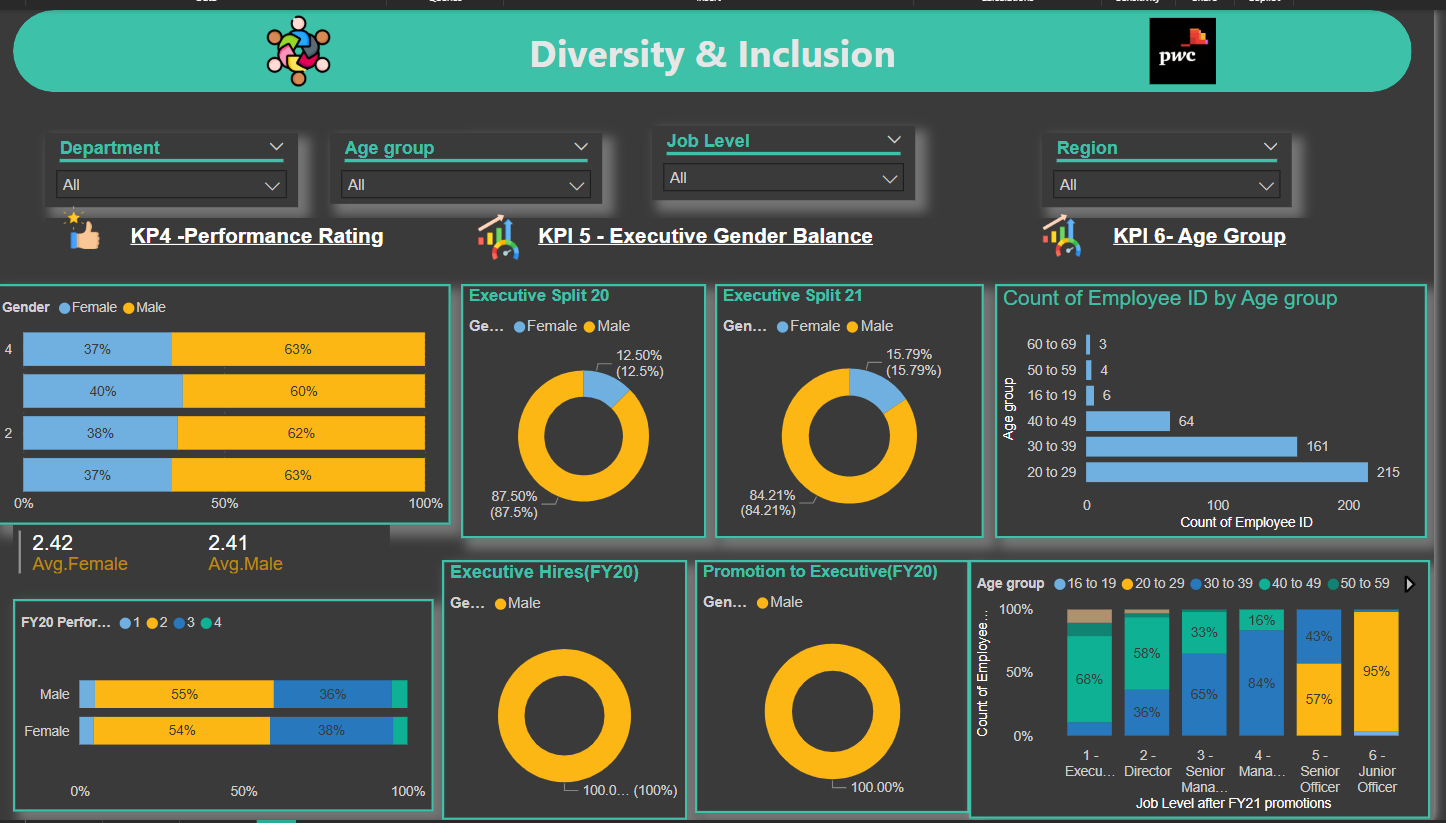 Diversity & Inclusion
pwc
Department
All
Age group
All
Job Level
All
Region
All
KP4 -Performance Rating
KPI 5 - Executive Gender Balance
KPI 6- Age Group
Gender Female Male
4 37% 63%
40% 60%
2 38% 62%
37% 63%
0% 50% 100%
2.42 2.41
Avg.Female Avg.Male
Executive Split 20
Ge... Female Male
12.50%
(12.5%)
87.50%
(87.5%)
Executive Split 21
Gen... Female Male
15.79%
(15.79%)
84.21%
(84.21%)
Count of Employee ID by Age group
Age group
60 to 69 3
50 to 59 4
16 to 19 6
40 to 49 64
30 to 39 161
20 to 29 215
0 100 200
Count of Employee ID
FY20 Perfor... 1 2 3 4
Male 55% 36%
Female 54% 38%
0% 50% 100%
Executive Hires(FY20)
Ge... Male
100.0... (100%)
Promotion to Executive(FY20)
Gen... Male
100.00%
Age group 16 to 19 20 to 29 30 to 39 40 to 49 50 to 59
Count of Employee...
100%
50%
0%
68%
58%
36%
33%
65%
16%
84%
43%
57%
95%
1 -
Execu...
2 -
Director
3 -
Senior
Mana...
4 -
Mana...
5 -
Senior
Officer
6 -
Junior
Officer
Job Level after FY21 promotions